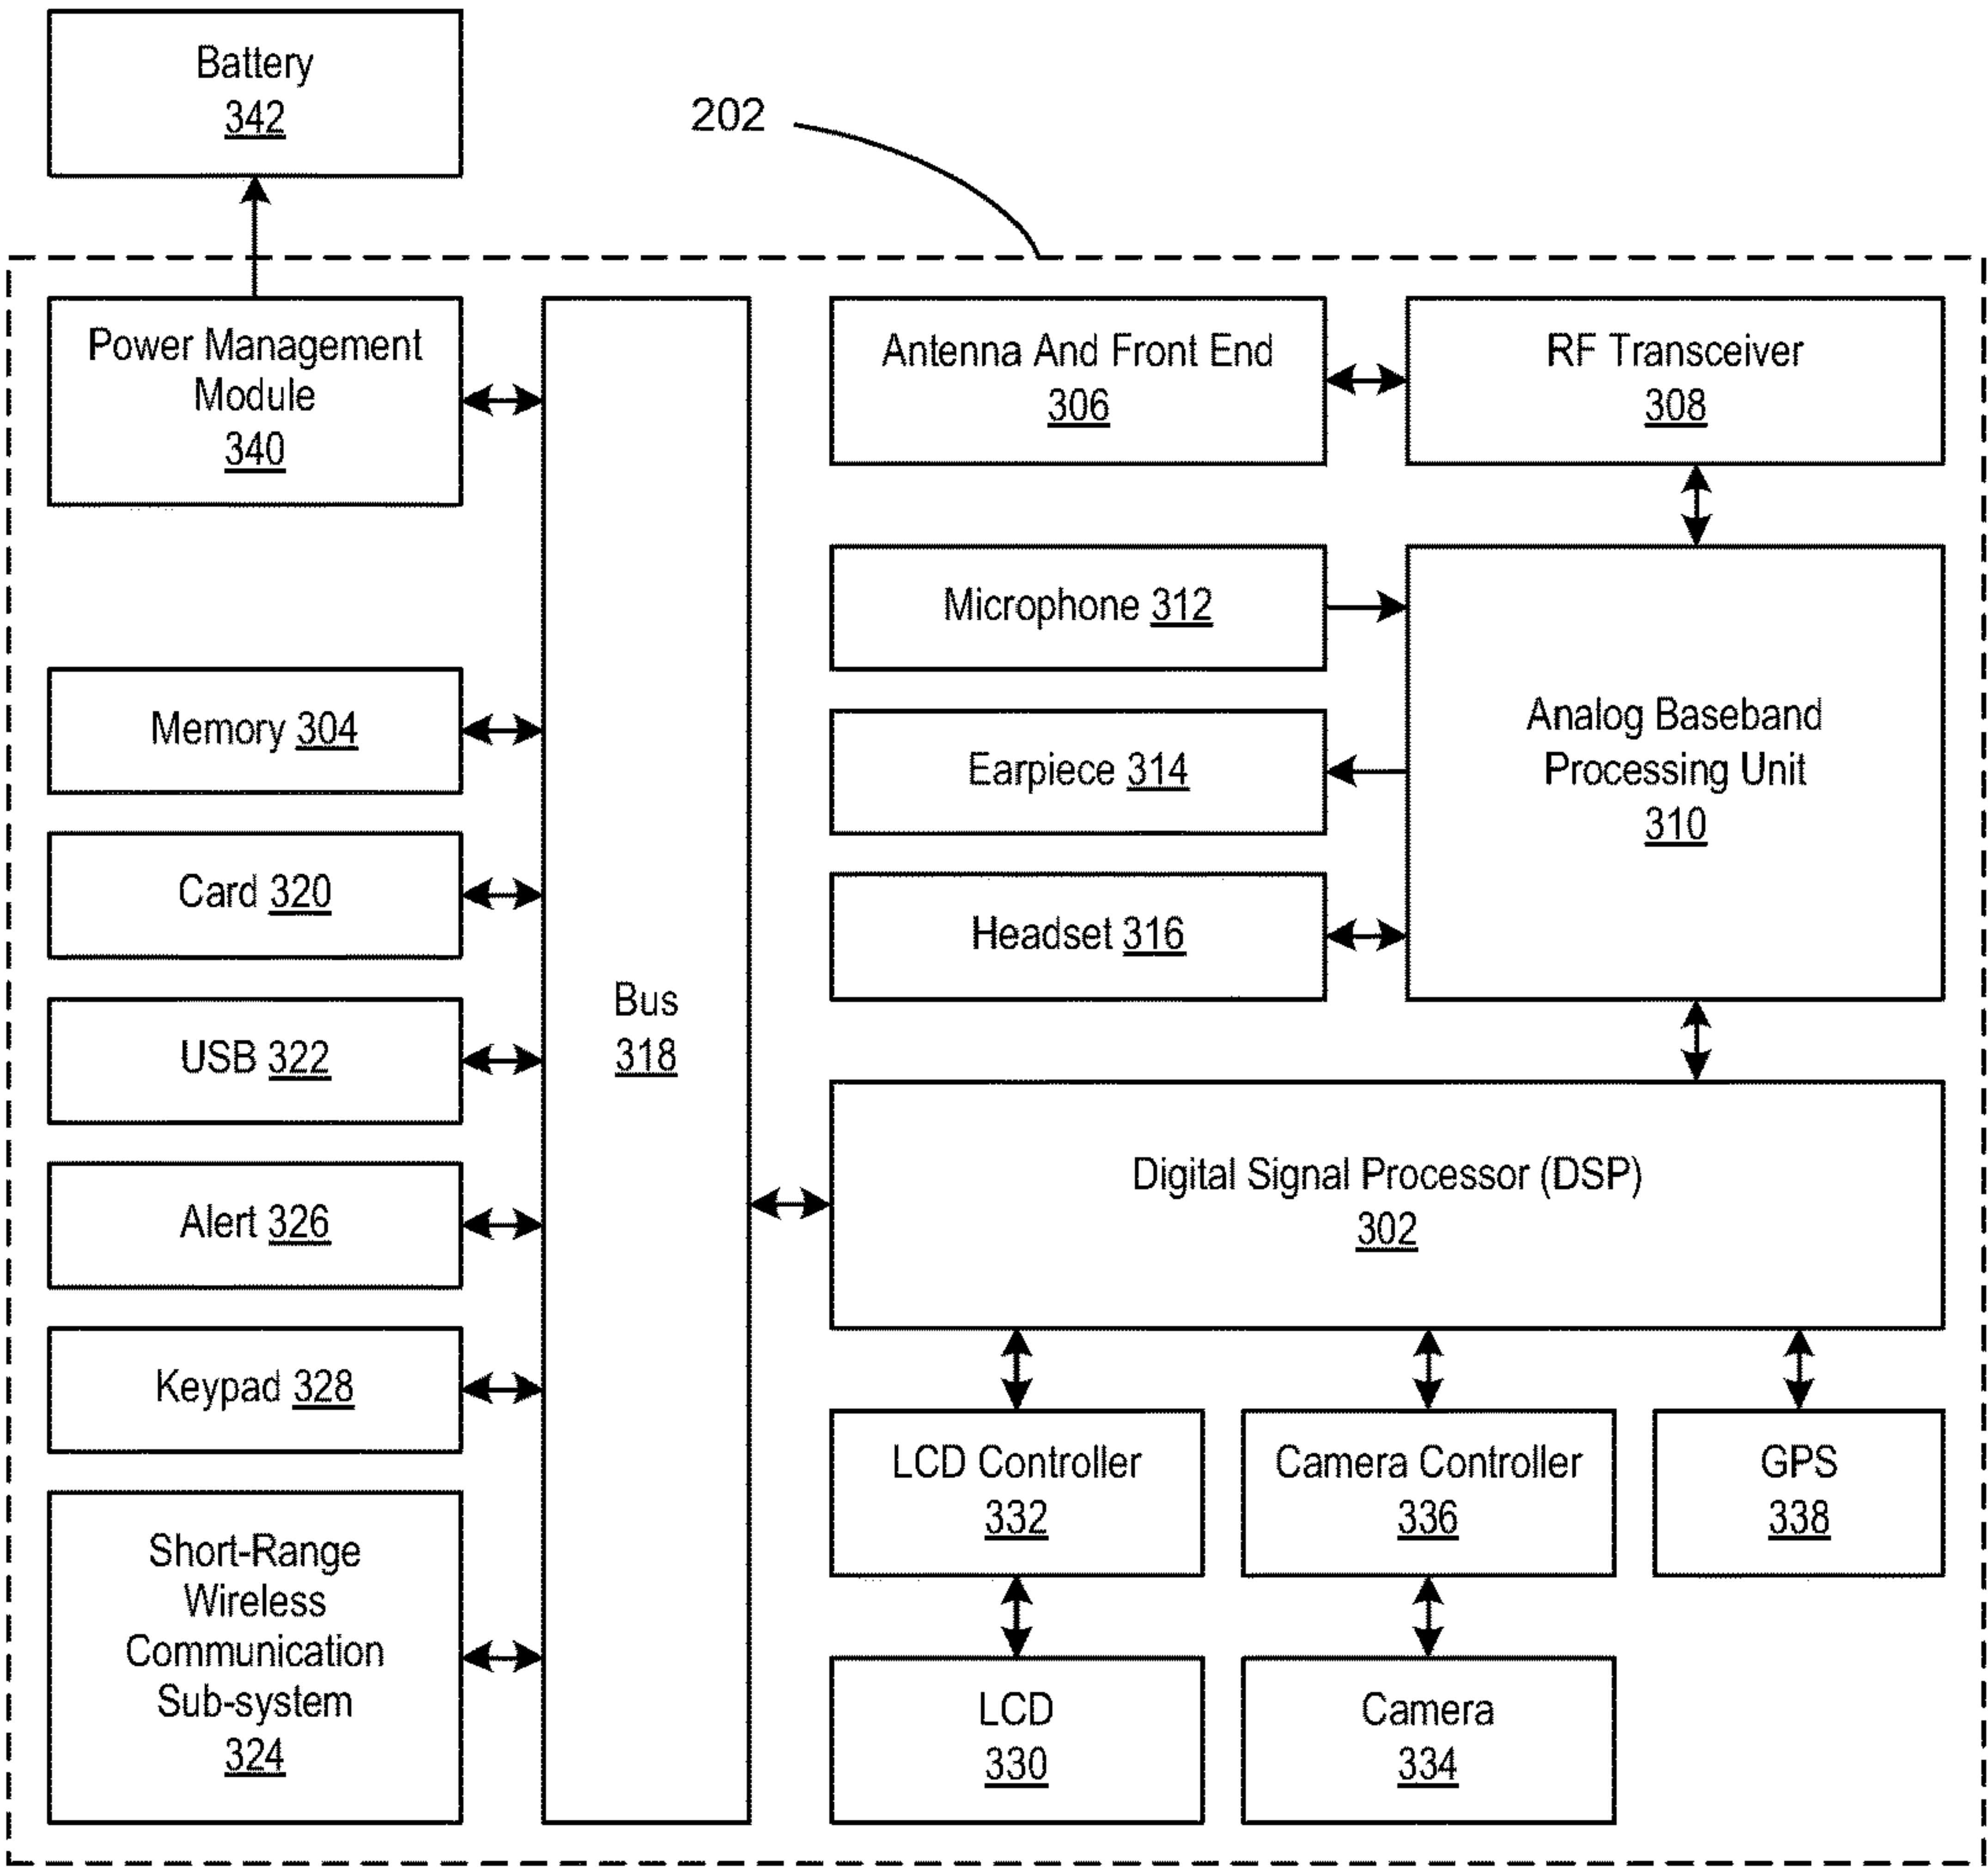 Battery
342
202
Power Management
Module
340
Antenna And Front End
306
RF Transceiver
308
Microphone 312
Memory 304
Earpiece 314
Analog Baseband
Processing Unit
310
Card 320
Headset 316
Bus
318
USB 322
Alert 326
Digital Signal Processor (DSP)
302
Keypad 328
LCD Controller
332
Camera Controller
336
GPS
338
Short-Range
Wireless
Communication
Sub-system
324
LCD
330
Camera
334